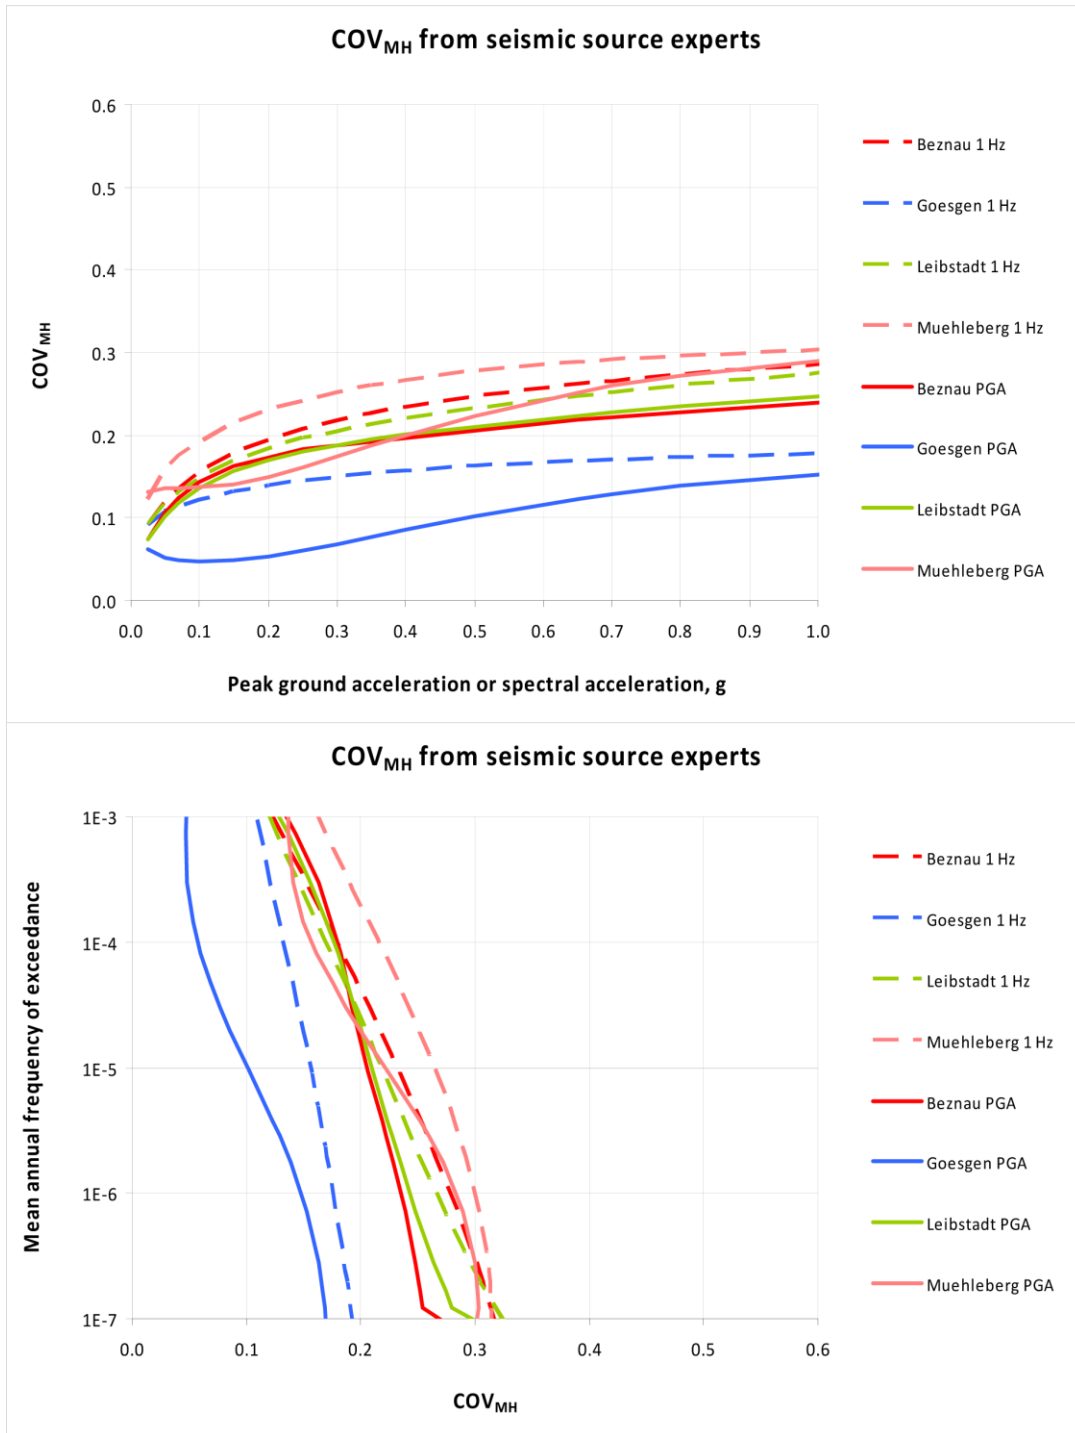 COV_MH from seismic source experts
0.6
0.5
0.4
0.3
0.2
0.1
0.0
COV_MH
0.0 0.1 0.2 0.3 0.4 0.5 0.6 0.7 0.8 0.9 1.0
Peak ground acceleration or spectral acceleration, g
Beznau 1 Hz
Goesgen 1 Hz
Leibstadt 1 Hz
Muehleberg 1 Hz
Beznau PGA
Goesgen PGA
Leibstadt PGA
Muehleberg PGA
COV_MH from seismic source experts
1E-3
1E-4
1E-5
1E-6
1E-7
Mean annual frequency of exceedance
0.0 0.1 0.2 0.3 0.4 0.5 0.6
COV_MH
Beznau 1 Hz
Goesgen 1 Hz
Leibstadt 1 Hz
Muehleberg 1 Hz
Beznau PGA
Goesgen PGA
Leibstadt PGA
Muehleberg PGA